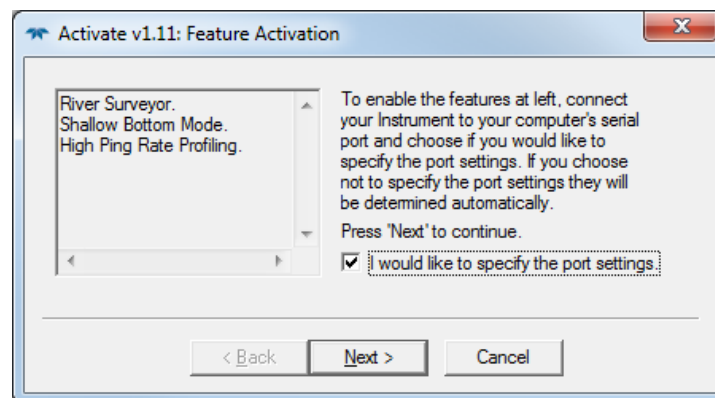 Activate v1.11: Feature Activation
River Surveyor.
Shallow Bottom Mode.
High Ping Rate Profiling.
To enable the features at left, connect
your Instrument to your computer's serial
port and choose if you would like to
specify the port settings. If you choose
not to specify the port settings they will
be determined automatically.
Press 'Next' to continue.
I would like to specify the port settings.
< Back
Next >
Cancel